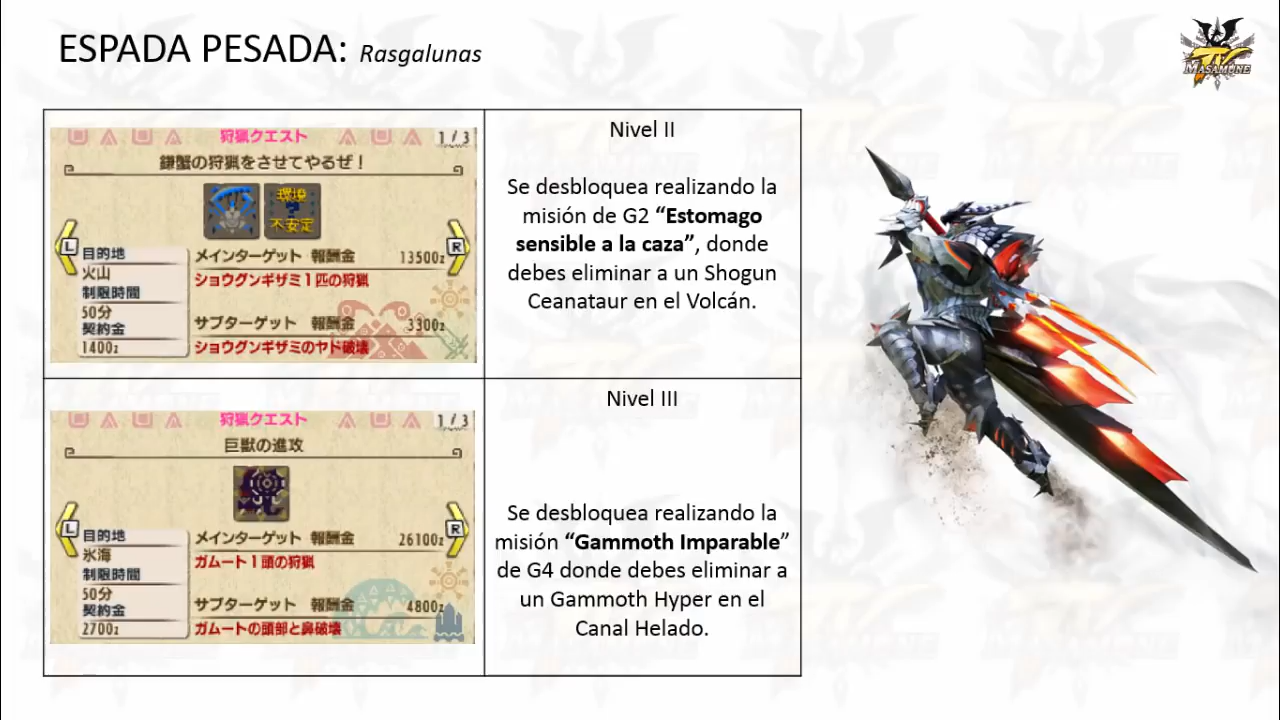 ESPADA PESADA: Rasgalunas
MASAMUNE
狩猟クエスト
1 / 3
鎌蟹の狩猟をさせてやるぜ！
環境
不安定
L
R
目的地
火山
制限時間
50分
契約金
1400z
メインターゲット 報酬金 13500z
ショウグンギザミ１匹の狩猟
サブターゲット 報酬金 3300z
ショウグンギザミのヤド破壊
Nivel II
Se desbloquea realizando la
misión de G2 “Estomago
sensible a la caza”, donde
debes eliminar a un Shogun
Ceanataur en el Volcán.
狩猟クエスト
1 / 3
巨獣の進攻
L
R
目的地
氷海
制限時間
50分
契約金
2700z
メインターゲット 報酬金 26100z
ガムート１頭の狩猟
サブターゲット 報酬金 4800z
ガムートの頭部と鼻破壊
Nivel III
Se desbloquea realizando la
misión “Gammoth Imparable”
de G4 donde debes eliminar a
un Gammoth Hyper en el
Canal Helado.